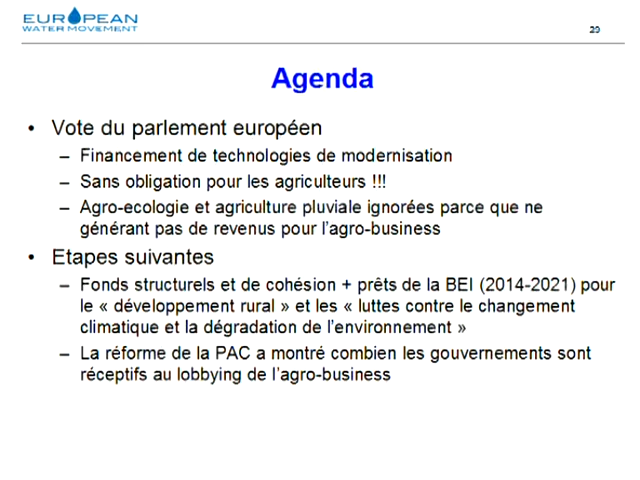 EUROPEAN
WATER MOVEMENT
20
Agenda
• Vote du parlement européen
– Financement de technologies de modernisation
– Sans obligation pour les agriculteurs !!!
– Agro-ecologie et agriculture pluviale ignorées parce que ne
générant pas de revenus pour l'agro-business
• Etapes suivantes
– Fonds structurels et de cohésion + prêts de la BEI (2014-2021) pour
le « développement rural » et les « luttes contre le changement
climatique et la dégradation de l'environnement »
– La réforme de la PAC a montré combien les gouvernements sont
réceptifs au lobbying de l'agro-business